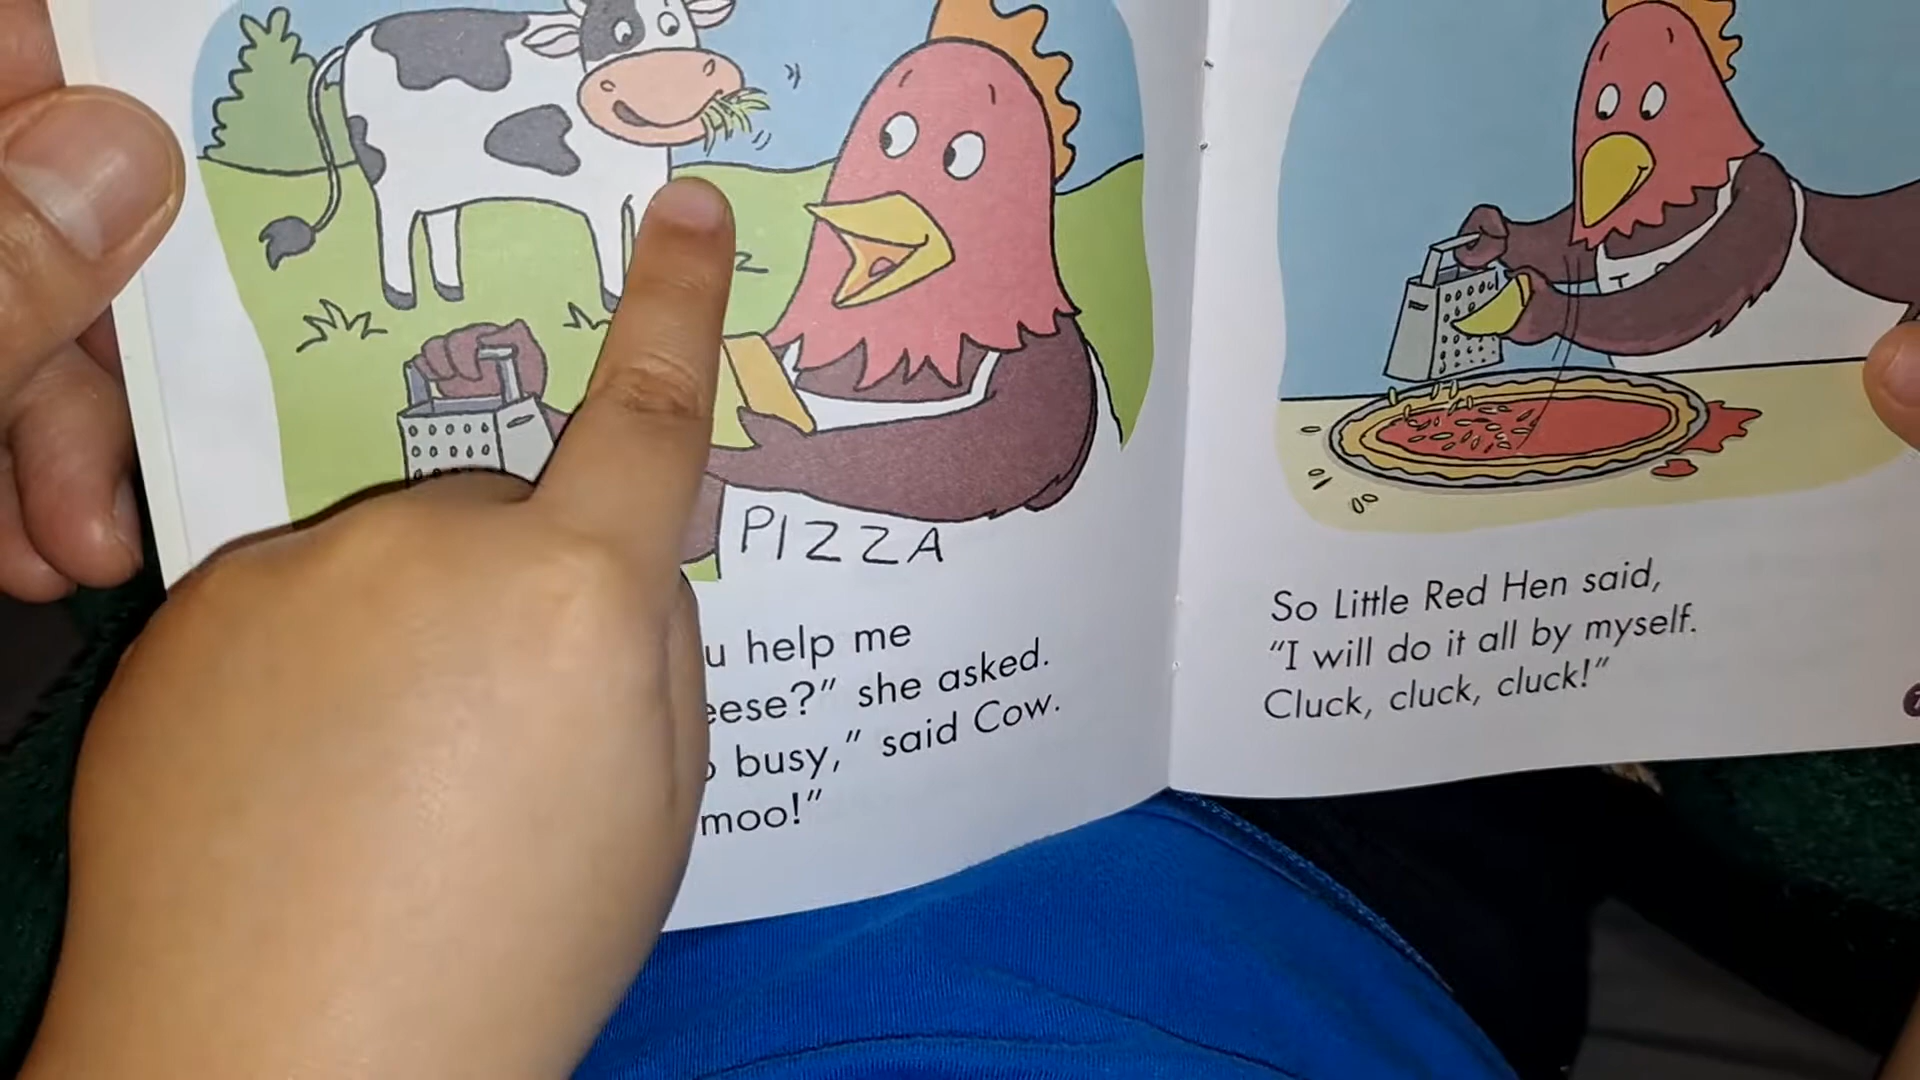 PIZZA
help me
she asked.
busy," said Cow.
moo!"
So Little Red Hen said,
"I will do it all by myself.
Cluck, cluck, cluck!"